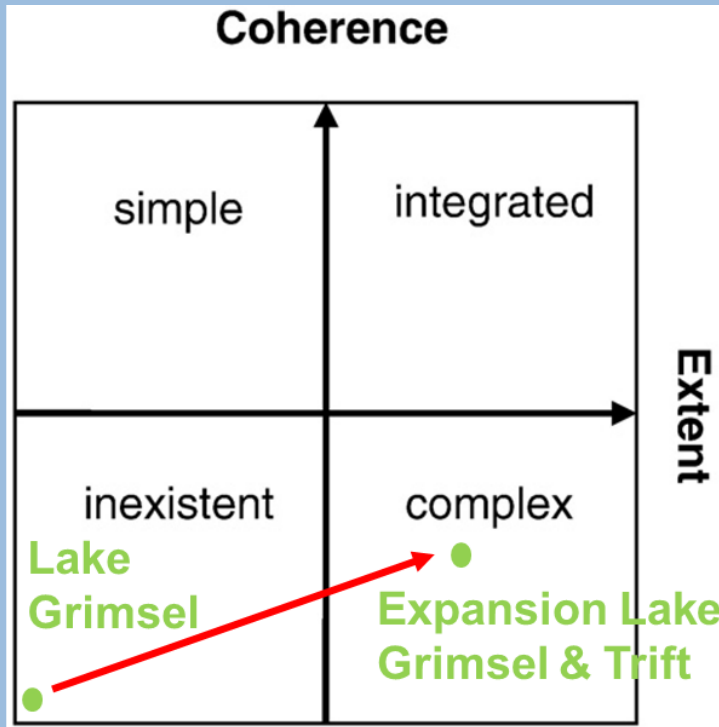 Coherence
simple
integrated
Extent
inexistent
complex
Lake
Grimsel
Expansion Lake
Grimsel & Trift